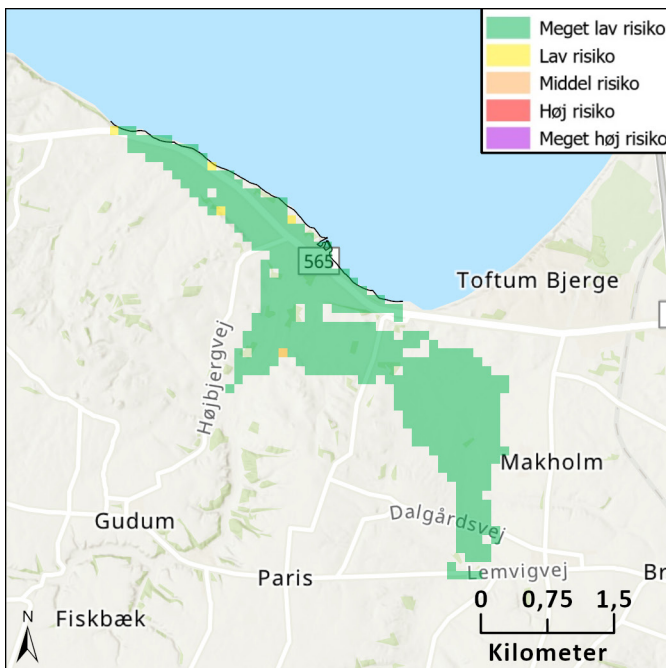 Meget lav risiko
Lav risiko
Middel risiko
Høj risiko
Meget høj risiko
565
Toftum Bjerge
Højbjergvej
Makholm
Gudum
Dalgårdsvej
Paris
Lemvigvej
Br
Fiskbæk
0 0,75 1,5
Kilometer
N